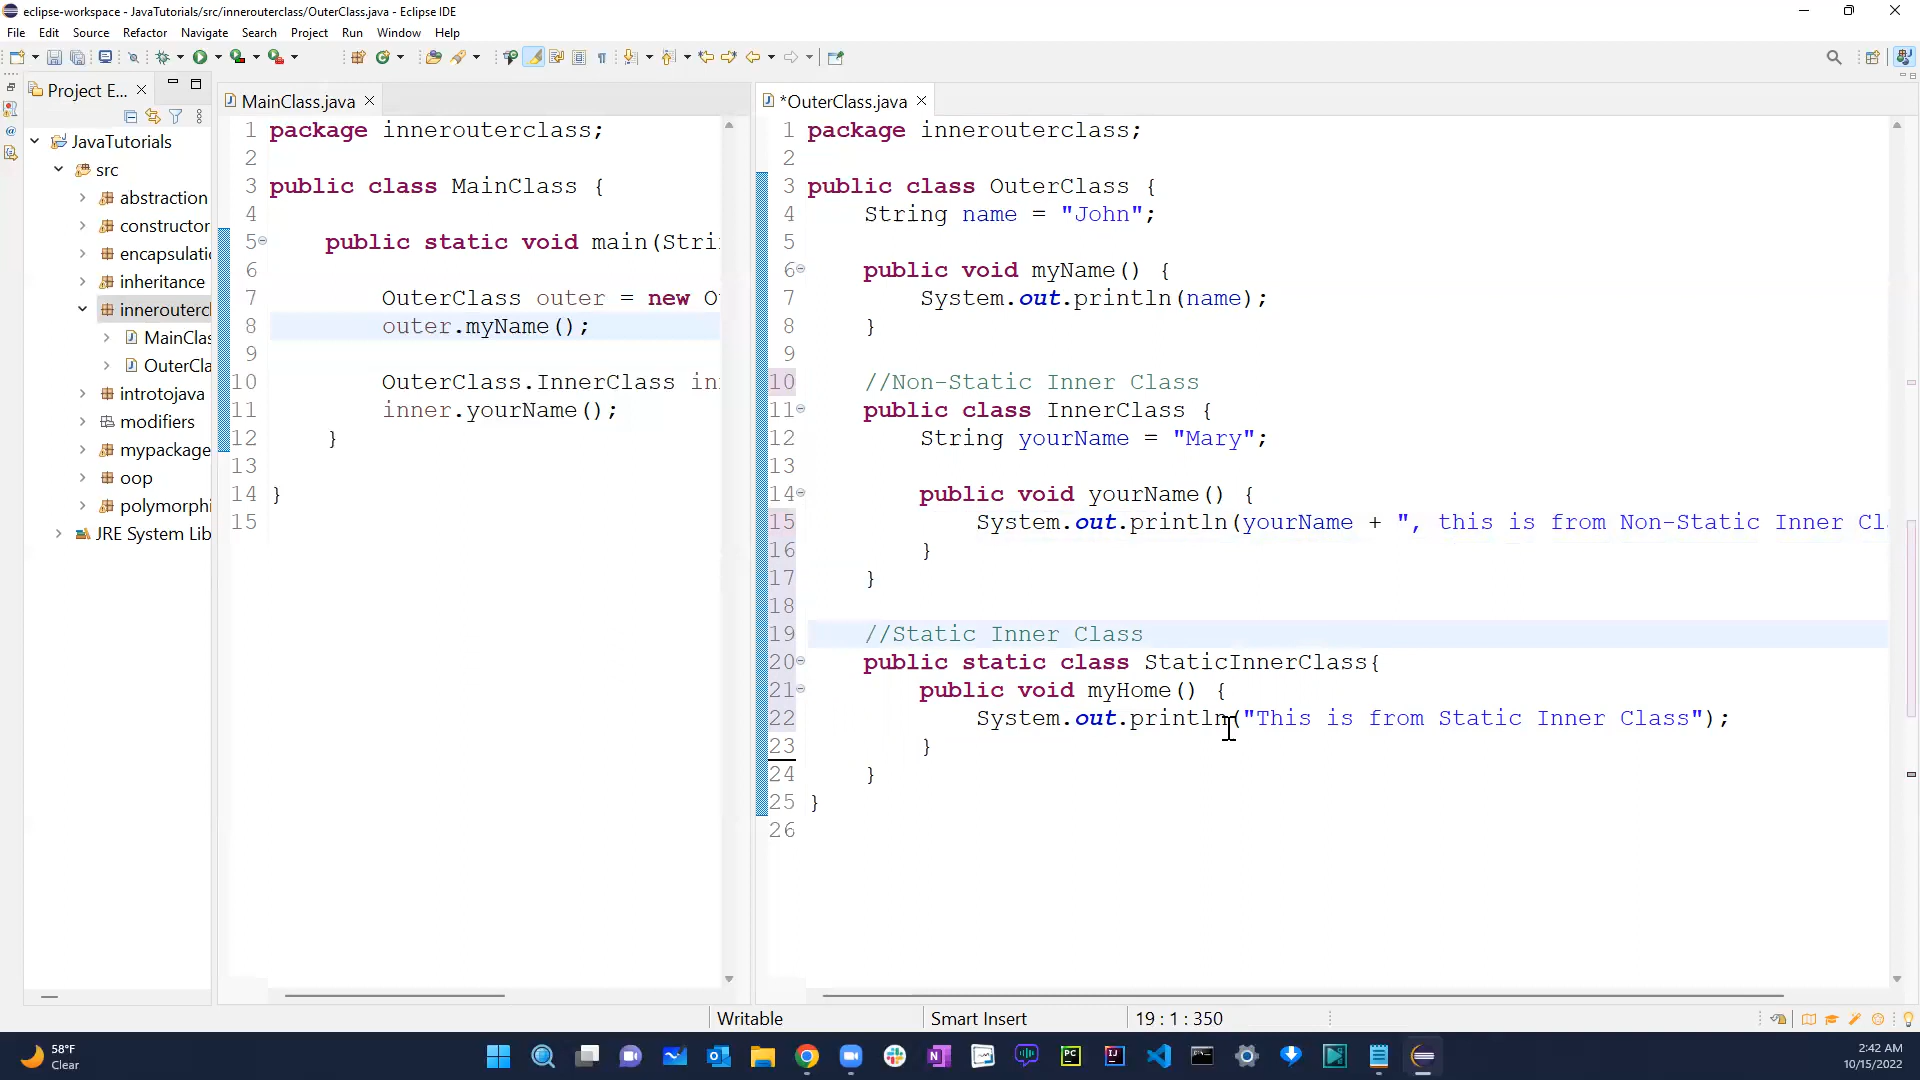 eclipse-workspace - JavaTutorials/src/innerouterclass/OuterClass.java - Eclipse IDE
File Edit Source Refactor Navigate Search Project Run Window Help
Project E...
JavaTutorials
src
abstraction
constructor
encapsulatio
inheritance
inneroutercl
MainClas
OuterCla
introtojava
modifiers
mypackage
oop
polymorphi
JRE System Lib
MainClass.java
1 package innerouterclass;
2
3 public class MainClass {
4
5 public static void main(Stri
6
7 OuterClass outer = new O
8 outer.myName();
9
10 OuterClass.InnerClass in
11 inner.yourName();
12 }
13
14 }
15
*OuterClass.java
1 package innerouterclass;
2
3 public class OuterClass {
4 String name = "John";
5
6 public void myName() {
7 System.out.println(name);
8 }
9
10 //Non-Static Inner Class
11 public class InnerClass {
12 String yourName = "Mary";
13
14 public void yourName() {
15 System.out.println(yourName + ", this is from Non-Static Inner Cl
16 }
17 }
18
19 //Static Inner Class
20 public static class StaticInnerClass{
21 public void myHome() {
22 System.out.println("This is from Static Inner Class");
23 }
24 }
25 }
26
Writable Smart Insert 19 : 1 : 350
58°F
Clear
2:42 AM
10/15/2022